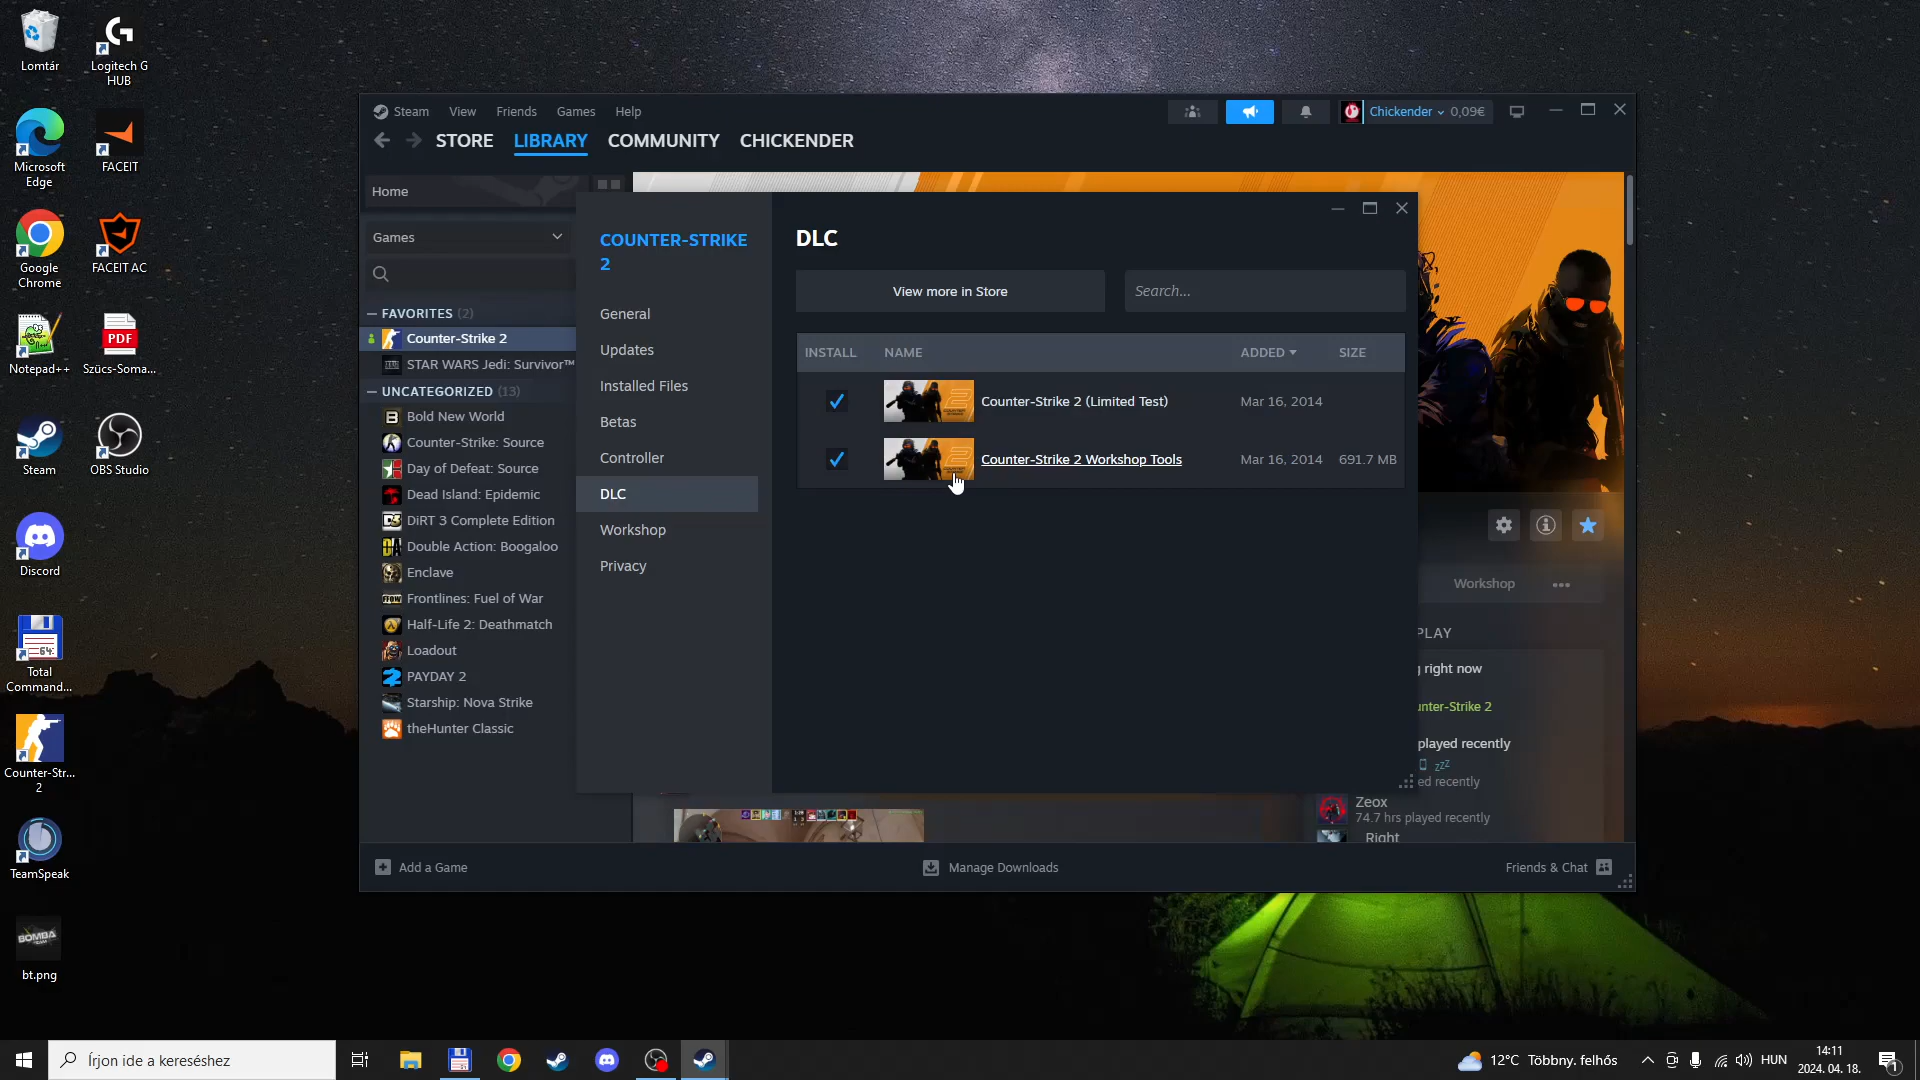 Lomtár
Logitech G
HUB
Microsoft
Edge
FACEIT
Google
Chrome
FACEIT AC
Notepad++
PDF
Szücs-Soma...
Steam
OBS Studio
Discord
64
Total
Command...
Counter-Str...
2
TeamSpeak
BOMBA
bt.png
Steam View Friends Games Help
Chickender 0,09€
STORE LIBRARY COMMUNITY CHICKENDER
Home
Games
FAVORITES (2)
Counter-Strike 2
STAR WARS Jedi: Survivor™
UNCATEGORIZED (13)
Bold New World
Counter-Strike: Source
Day of Defeat: Source
Dead Island: Epidemic
DiRT 3 Complete Edition
Double Action: Boogaloo
Enclave
Frontlines: Fuel of War
Half-Life 2: Deathmatch
Loadout
PAYDAY 2
Starship: Nova Strike
theHunter Classic
COUNTER-STRIKE
2
General
Updates
Installed Files
Betas
Controller
DLC
Workshop
Privacy
DLC
View more in Store
Search...
INSTALL NAME ADDED SIZE
Counter-Strike 2 (Limited Test) Mar 16, 2014
Counter-Strike 2 Workshop Tools Mar 16, 2014 691.7 MB
Workshop
PLAY
right now
unter-Strike 2
played recently
zzz
ed recently
Zeox
74.7 hrs played recently
Right
Add a Game
Manage Downloads
Friends & Chat
Írjon ide a kereséshez
12°C Többny. felhős
HUN
14:11
2024. 04. 18.
1